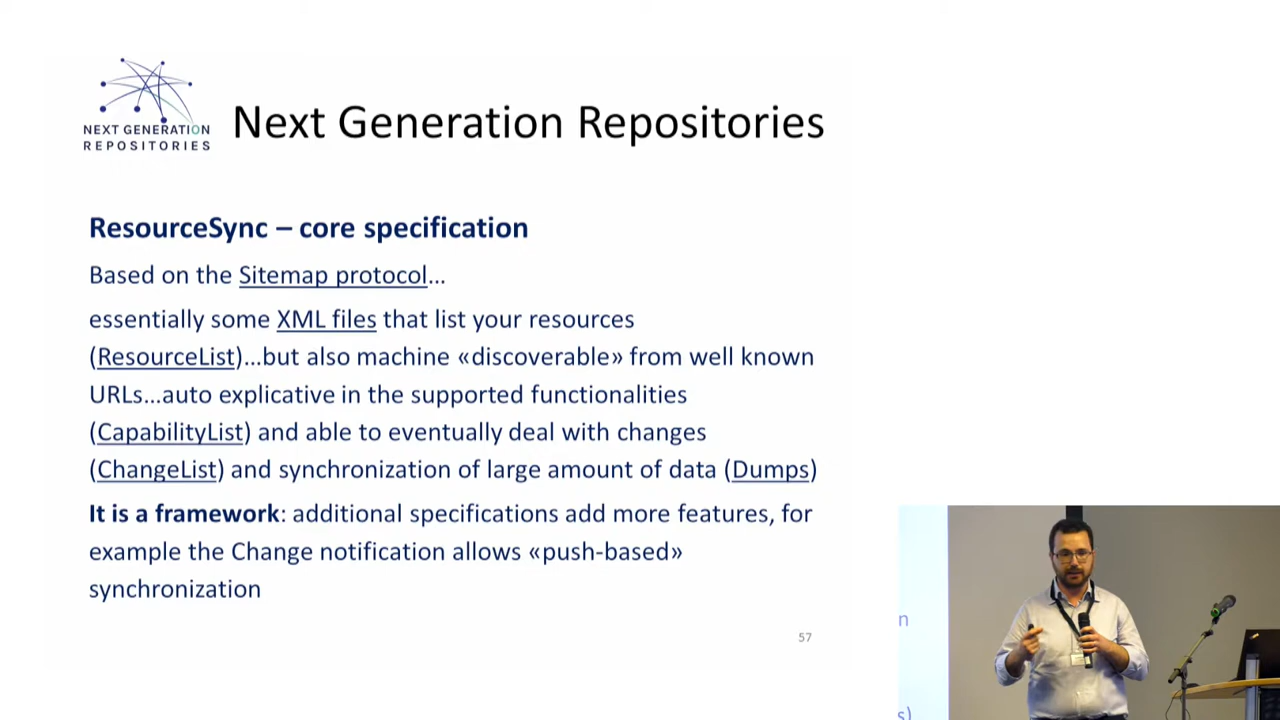 NEXT GENERATION
REPOSITORIES
Next Generation Repositories
ResourceSync – core specification
Based on the Sitemap protocol…
essentially some XML files that list your resources
(ResourceList)…but also machine «discoverable» from well known
URLs…auto explicative in the supported functionalities
(CapabilityList) and able to eventually deal with changes
(ChangeList) and synchronization of large amount of data (Dumps)
It is a framework: additional specifications add more features, for
example the Change notification allows «push-based»
synchronization
57
n
s)